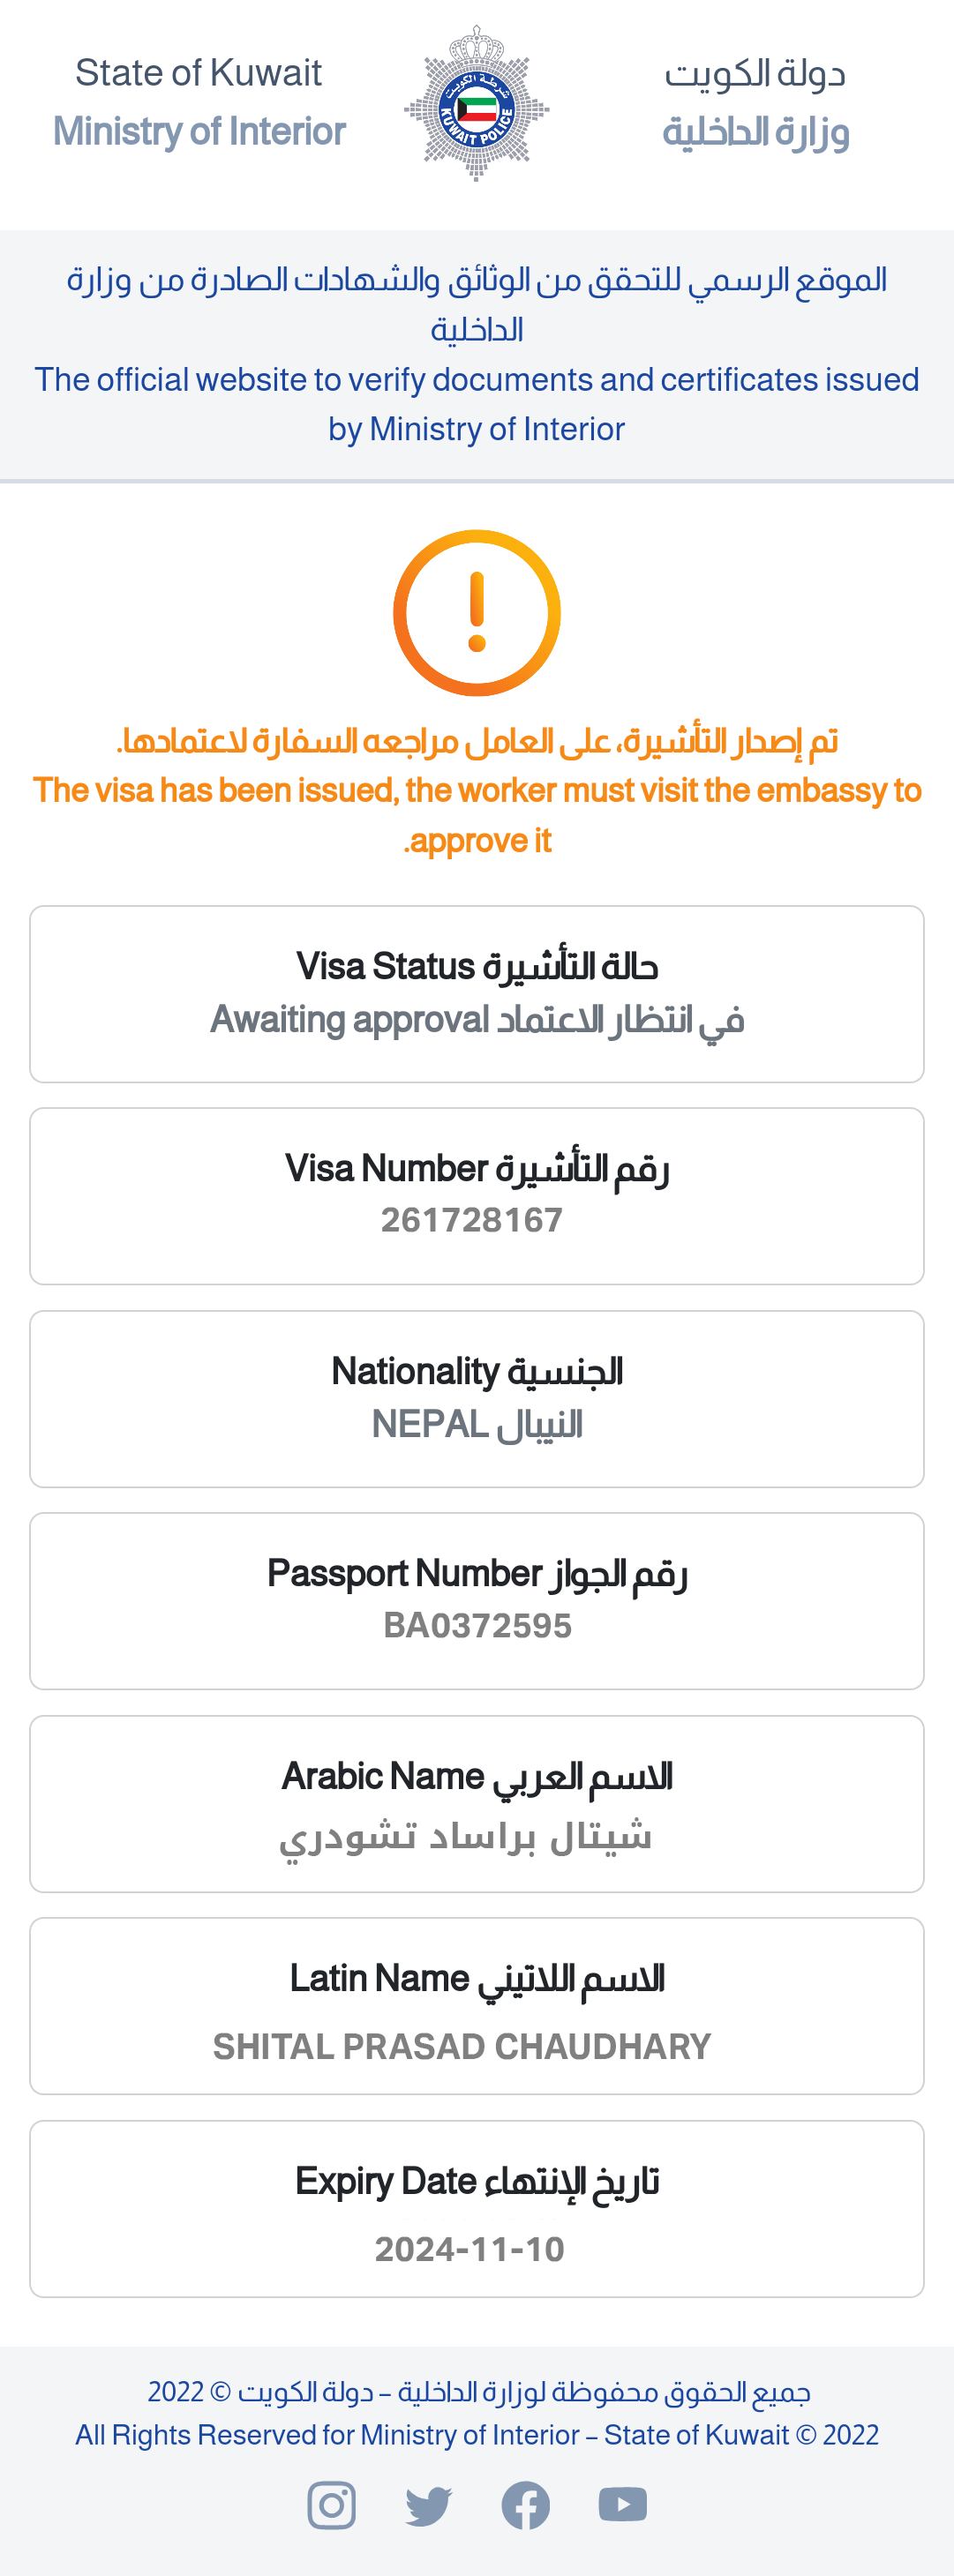 State of Kuwait
Ministry of Interior
شرطة الكويت
KUWAIT POLICE
دولة الكويت
وزارة الداخلية
الموقع الرسمي للتحقق من الوثائق والشهادات الصادرة من وزارة
الداخلية
The official website to verify documents and certificates issued
by Ministry of Interior
تم إصدار التأشيرة، على العامل مراجعه السفارة لاعتمادها.
The visa has been issued, the worker must visit the embassy to
.approve it
Visa Status حالة التأشيرة
Awaiting approval في انتظار الاعتماد
Visa Number رقم التأشيرة
261728167
Nationality الجنسية
NEPAL النيبال
Passport Number رقم الجواز
BA0372595
Arabic Name الاسم العربي
شيتال براساد تشودري
Latin Name الاسم اللاتيني
SHITAL PRASAD CHAUDHARY
Expiry Date تاريخ الإنتهاء
2024-11-10
جميع الحقوق محفوظة لوزارة الداخلية – دولة الكويت © 2022
All Rights Reserved for Ministry of Interior – State of Kuwait © 2022